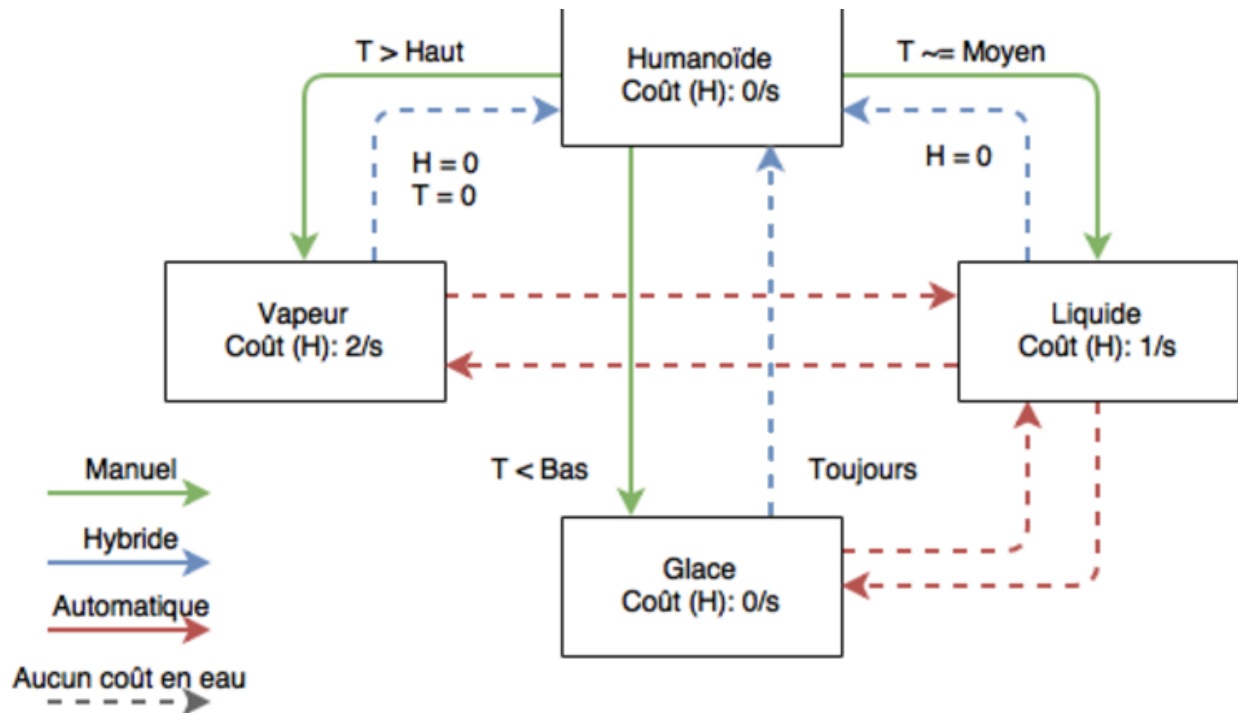 T > Haut
Humanoïde
Coût (H): 0/s
T ~= Moyen
H = 0
T = 0
H = 0
Vapeur
Coût (H): 2/s
Liquide
Coût (H): 1/s
T < Bas
Toujours
Glace
Coût (H): 0/s
Manuel
Hybride
Automatique
Aucun coût en eau